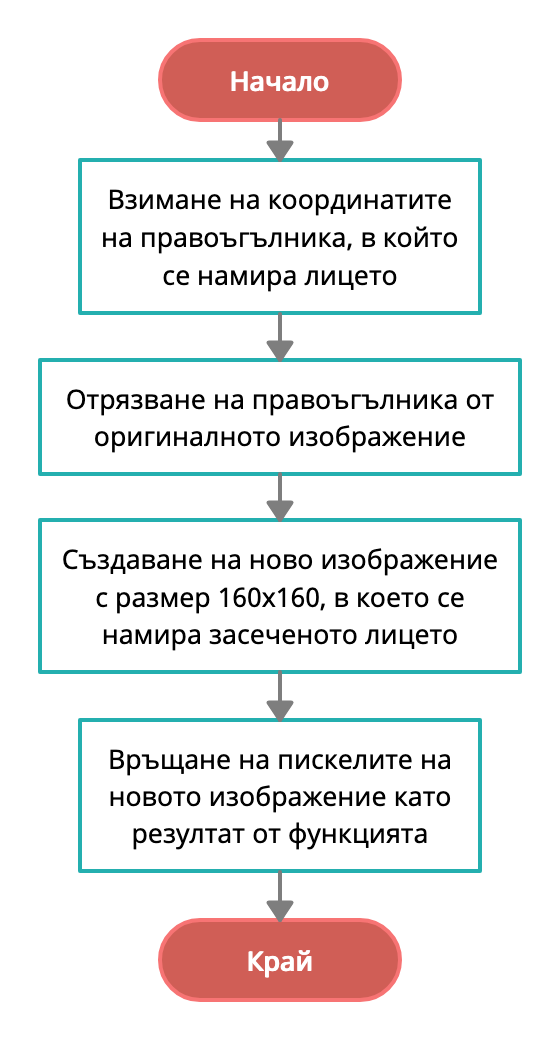 Начало
Взимане на координатите
на правоъгълника, в който
се намира лицето
Отрязване на правоъгълника от
оригиналното изображение
Създаване на ново изображение
с размер 160x160, в което се
намира засеченото лицето
Връщане на пискелите на
новото изображение като
резултат от функцията
Край